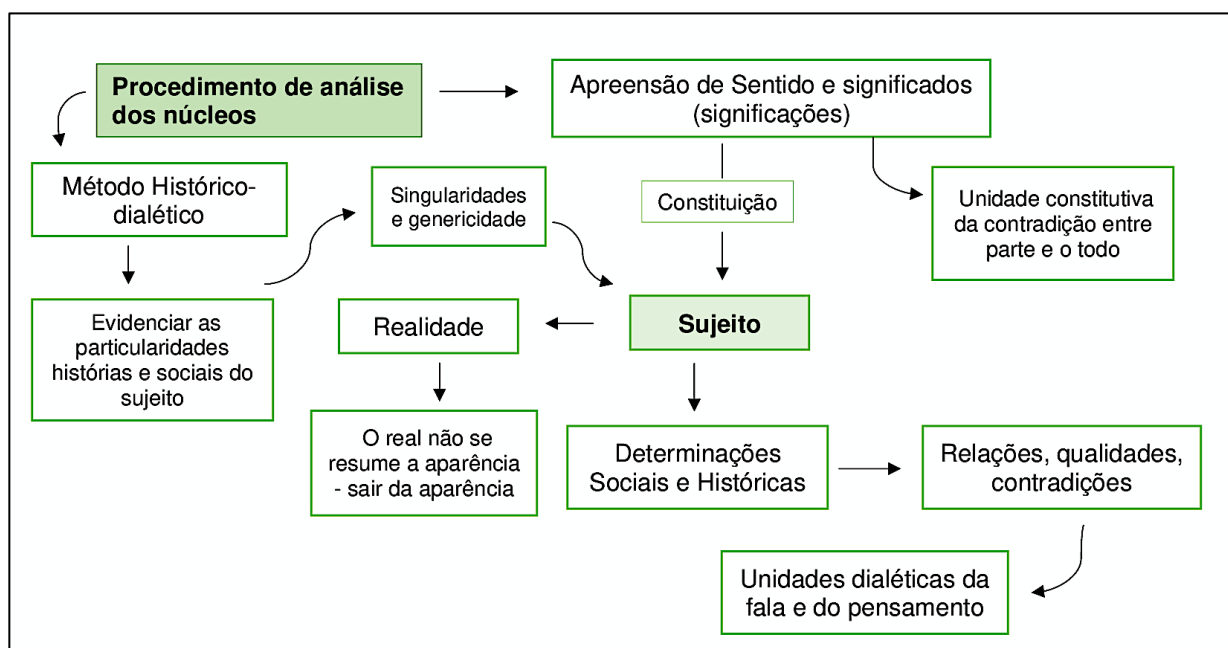 Procedimento de análise
dos núcleos
Apreensão de Sentido e significados
(significações)
Método Histórico-
dialético
Singularidades
e genericidade
Constituição
Unidade constitutiva
da contradição entre
parte e o todo
Evidenciar as
particularidades
histórias e sociais do
sujeito
Realidade
Sujeito
O real não se
resume a aparência
- sair da aparência
Determinações
Sociais e Históricas
Relações, qualidades,
contradições
Unidades dialéticas da
fala e do pensamento